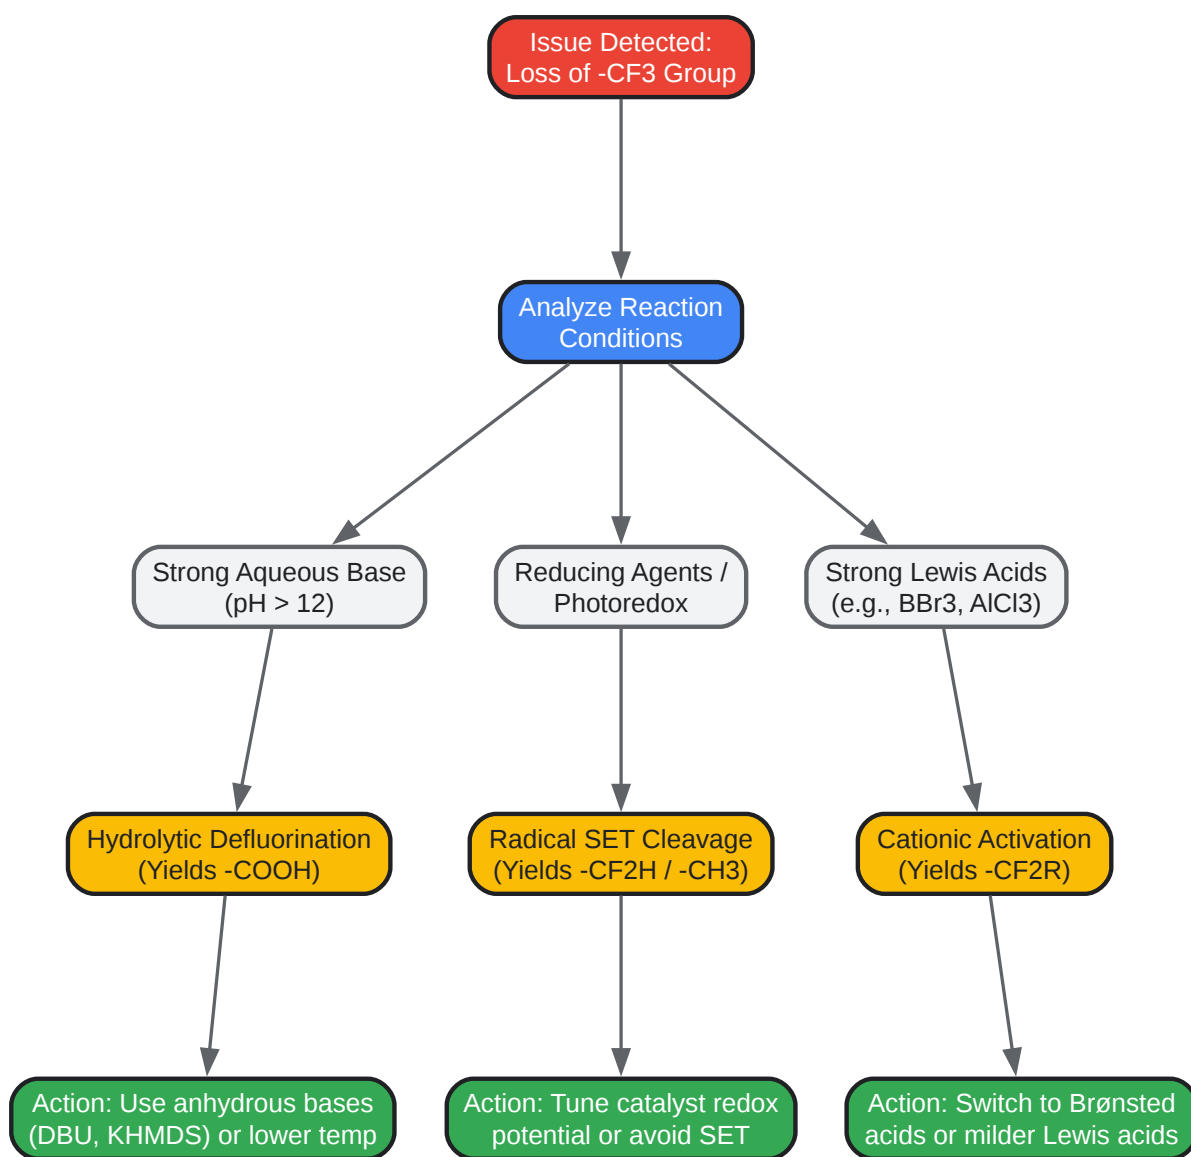 Issue Detected:
Loss of -CF3 Group
Analyze Reaction
Conditions
Strong Aqueous Base
(pH > 12)
Reducing Agents /
Photoredox
Strong Lewis Acids
(e.g., BBr3, AlCl3)
Hydrolytic Defluorination
(Yields -COOH)
Radical SET Cleavage
(Yields -CF2H / -CH3)
Cationic Activation
(Yields -CF2R)
Action: Use anhydrous bases
(DBU, KHMDS) or lower temp
Action: Tune catalyst redox
potential or avoid SET
Action: Switch to Brønsted
acids or milder Lewis acids